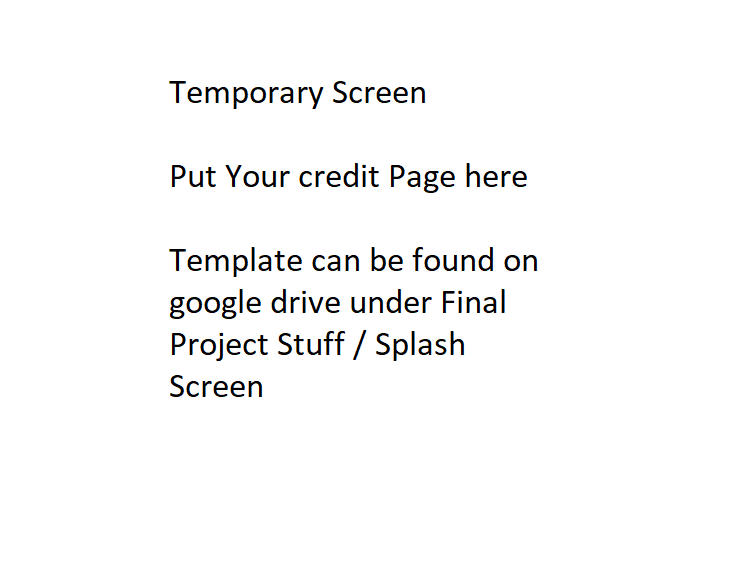 Temporary Screen
Put Your credit Page here
Template can be found on
google drive under Final
Project Stuff / Splash
Screen